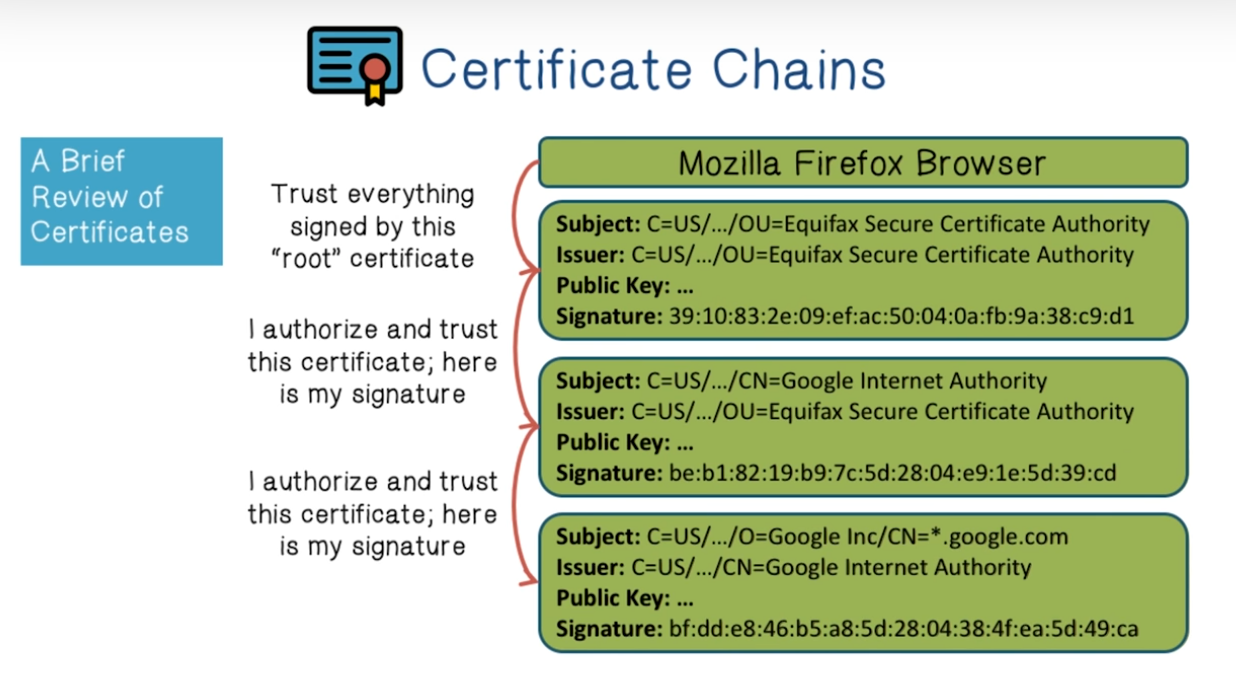 Certificate Chains
A Brief
Review of
Certificates
Mozilla Firefox Browser
Trust everything
signed by this
“root” certificate
Subject: C=US/.../OU=Equifax Secure Certificate Authority
Issuer: C=US/.../OU=Equifax Secure Certificate Authority
Public Key: ...
Signature: 39:10:83:2e:09:ef:ac:50:04:0a:fb:9a:38:c9:d1
I authorize and trust
this certificate; here
is my signature
Subject: C=US/.../CN=Google Internet Authority
Issuer: C=US/.../OU=Equifax Secure Certificate Authority
Public Key: ...
Signature: be:b1:82:19:b9:7c:5d:28:04:e9:1e:5d:39:cd
I authorize and trust
this certificate; here
is my signature
Subject: C=US/.../O=Google Inc/CN=*.google.com
Issuer: C=US/.../CN=Google Internet Authority
Public Key: ...
Signature: bf:dd:e8:46:b5:a8:5d:28:04:38:4f:ea:5d:49:ca